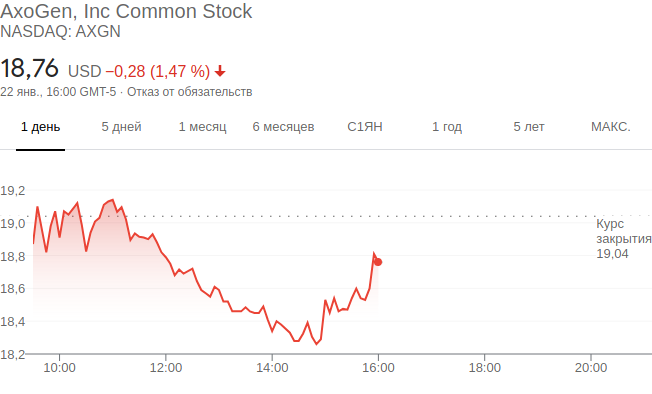 AxoGen, Inc Common Stock
NASDAQ: AXGN
18,76 USD −0,28 (1,47 %)
22 янв., 16:00 GMT-5 · Отказ от обязательств
1 день 5 дней 1 месяц 6 месяцев С1ЯН 1 год 5 лет МАКС.
19,2
19,0
Курс
закрытия
19,04
18,8
18,6
18,4
18,2
10:00 12:00 14:00 16:00 18:00 20:00